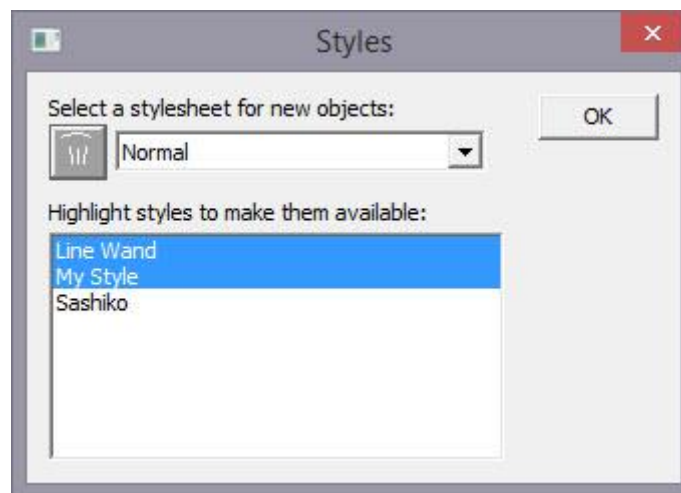 Styles
Select a stylesheet for new objects:
OK
Normal
Highlight styles to make them available:
Line Wand
My Style
Sashiko